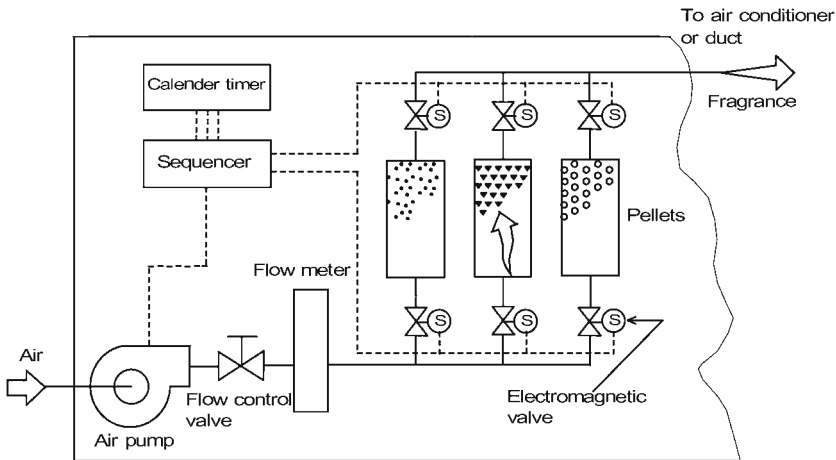 To air conditioner
or duct
Fragrance
Calender timer
Sequencer
S
S
S
Pellets
Flow meter
S
S
S
Air
Flow control
valve
Air pump
Electromagnetic
valve